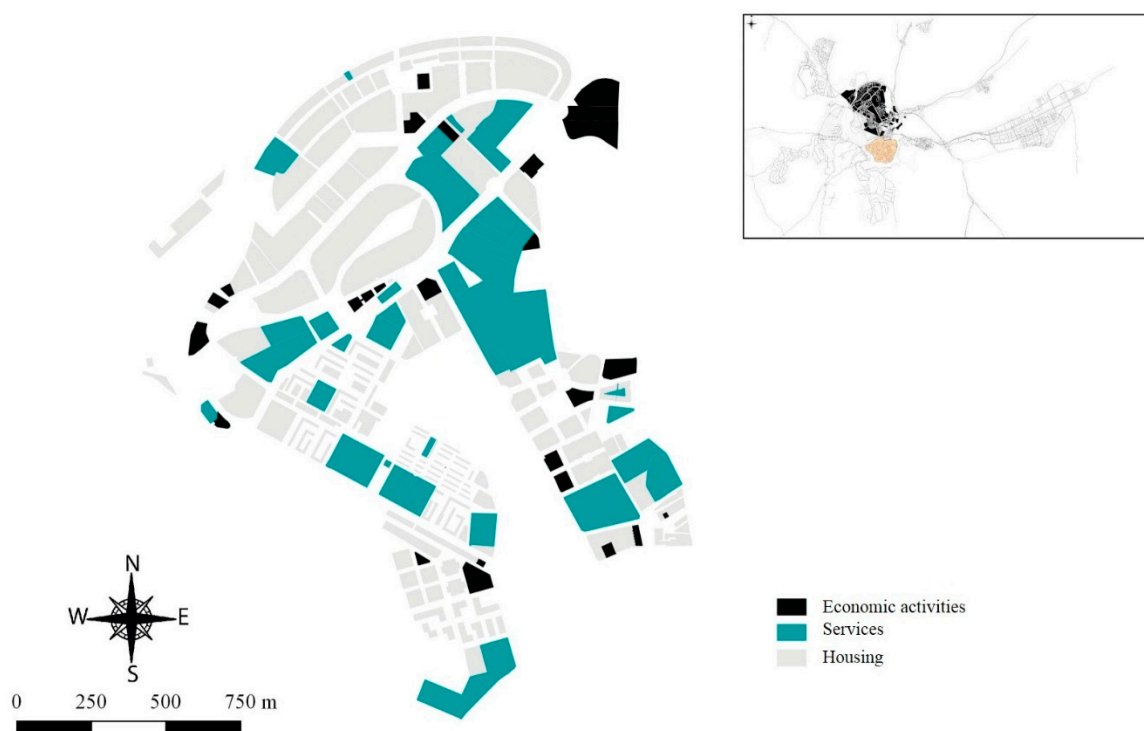 Economic activities
Services
Housing
N
W E
S
0 250 500 750 m